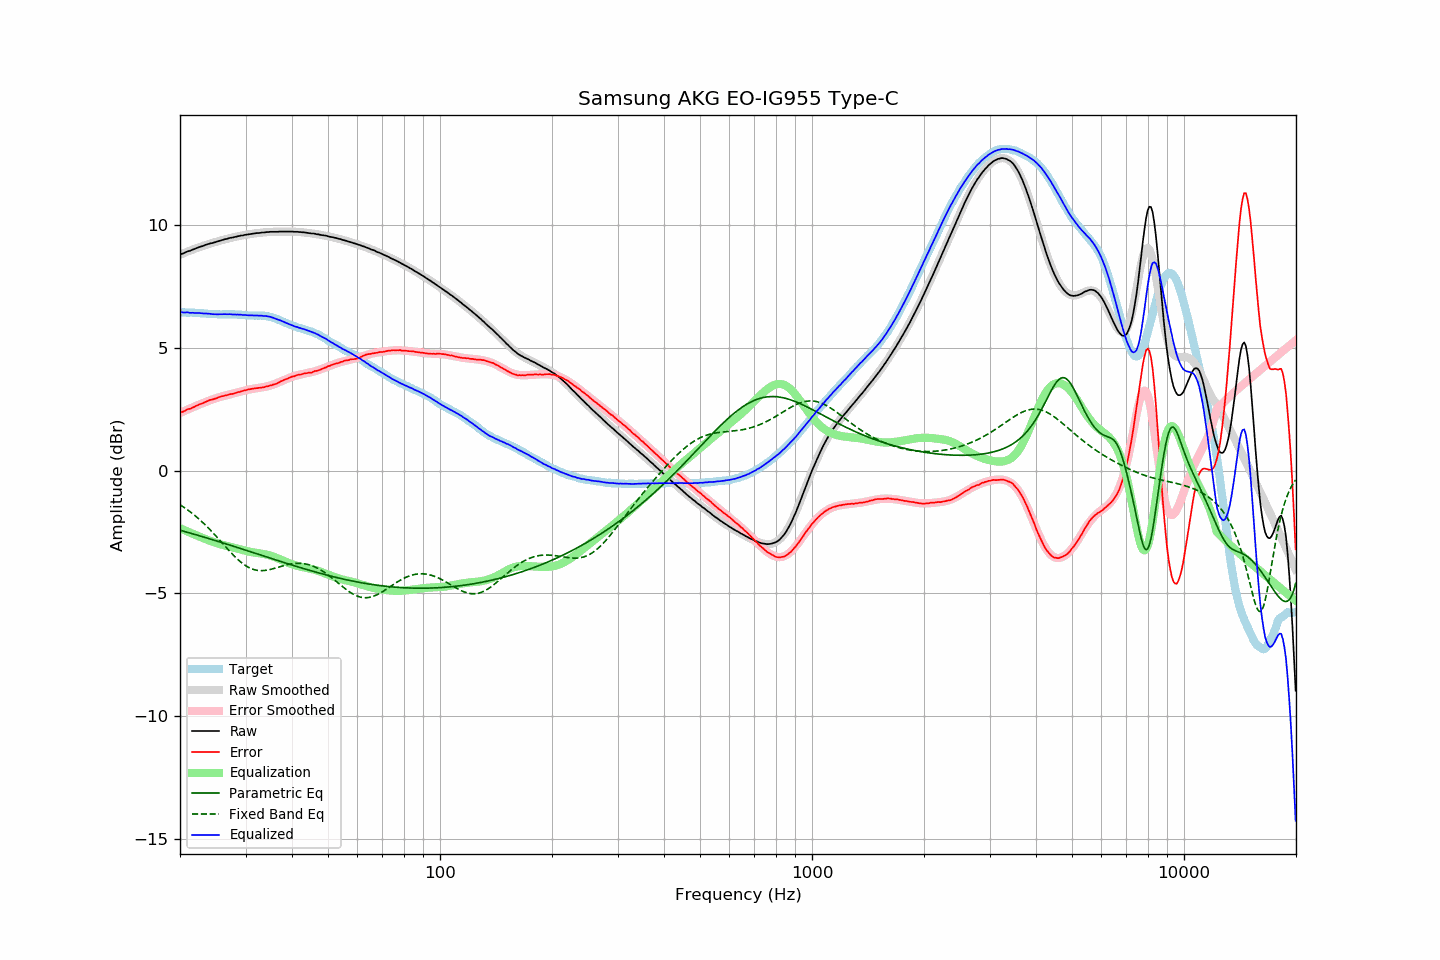 Samsung AKG EO-IG955 Type-C
Amplitude (dBr)
10
5
0
−5
−10
−15
Target
Raw Smoothed
Error Smoothed
Raw
Error
Equalization
Parametric Eq
Fixed Band Eq
Equalized
100 1000 10000
Frequency (Hz)